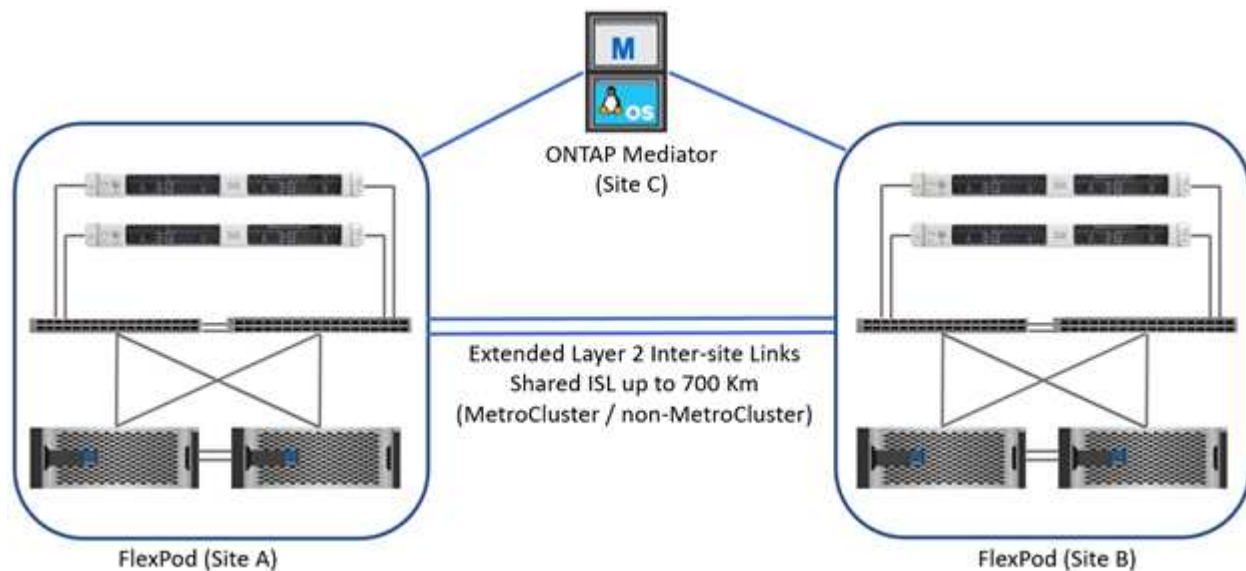 M
OS
ONTAP Mediator
(Site C)
Extended Layer 2 Inter-site Links
Shared ISL up to 700 Km
(MetroCluster / non-MetroCluster)
FlexPod (Site A)
FlexPod (Site B)